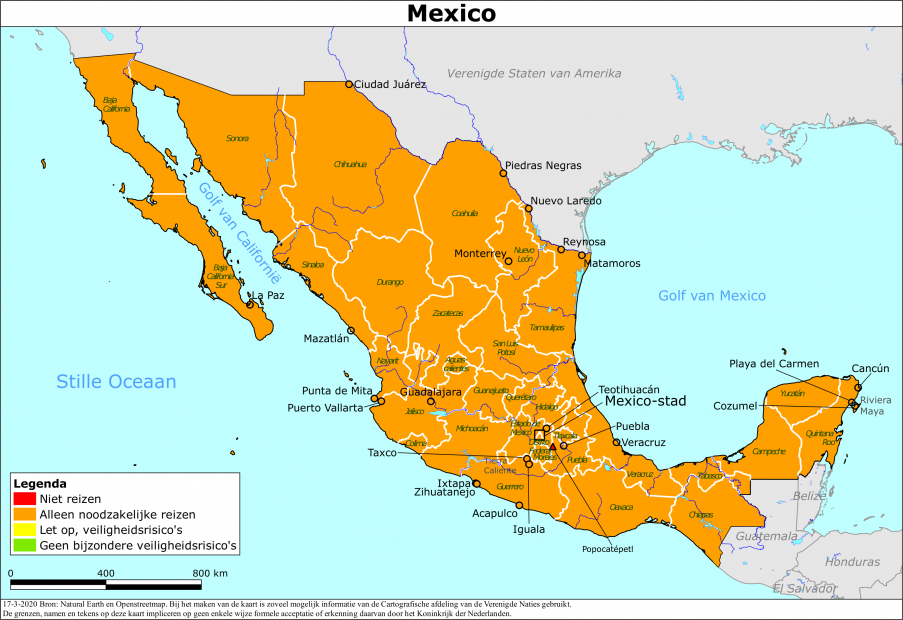 Mexico
Verenigde Staten van Amerika
Ciudad Juárez
Baja
California
Sonora
Chihuahua
Piedras Negras
Coahuila
Nuevo Laredo
Golf van Californië
Reynosa
Monterrey
Nuevo
León
Matamoros
Sinaloa
Baja
California
Sur
Durango
La Paz
Golf van Mexico
Zacatecas
Tamaulipas
Mazatlán
San Luis
Potosí
Nayarit
Aguas-
calientes
Playa del Carmen
Cancún
Stille Oceaan
Punta de Mita
Guadalajara
Guanajuato
Querétaro
Teotihuacán
Yucatán
Puerto Vallarta
Jalisco
Hidalgo
Mexico-stad
Cozumel
Riviera
Maya
Michoacán
Estado de
Mexico
Tlaxcala
Puebla
Quintana
Roo
Colima
Distrito
Federal
Veracruz
Taxco
Morelos
Puebla
Campeche
Tierra
Caliente
Veracruz
Tabasco
Legenda
Niet reizen
Alleen noodzakelijke reizen
Let op, veiligheidsrisico's
Geen bijzondere veiligheidsrisico's
Ixtapa
Zihuatanejo
Guerrero
Oaxaca
Chiapas
Belize
Acapulco
Iguala
Popocatépetl
Guatemala
Honduras
El Salvador
0 400 800 km
17-3-2020 Bron: Natural Earth en Openstreetmap. Bij het maken van de kaart is zoveel mogelijk informatie van de Cartografische afdeling van de Verenigde Naties gebruikt.
De grenzen, namen en tekens op deze kaart impliceren op geen enkele wijze formele acceptatie of erkenning daarvan door het Koninkrijk der Nederlanden.